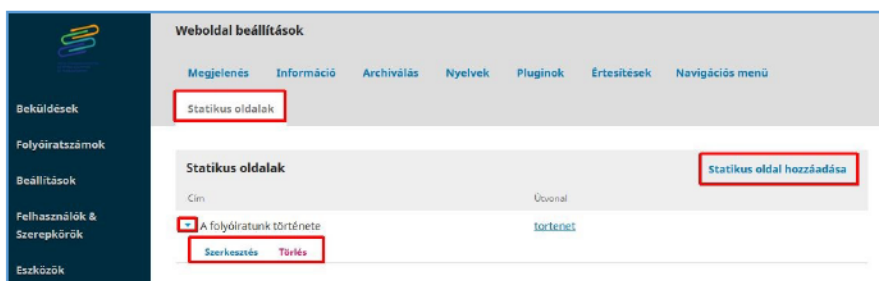 Weboldal beállítások
Megjelenés Információ Archiválás Nyelvek Pluginok Értesítések Navigációs menü
Statikus oldalak
Beküldések
Folyóiratszámok
Beállítások
Felhasználók &
Szerepkörök
Eszközök
Statikus oldalak Statikus oldal hozzáadása
Cím Útvonal
A folyóiratunk története tortenet
Szerkesztés Törlés